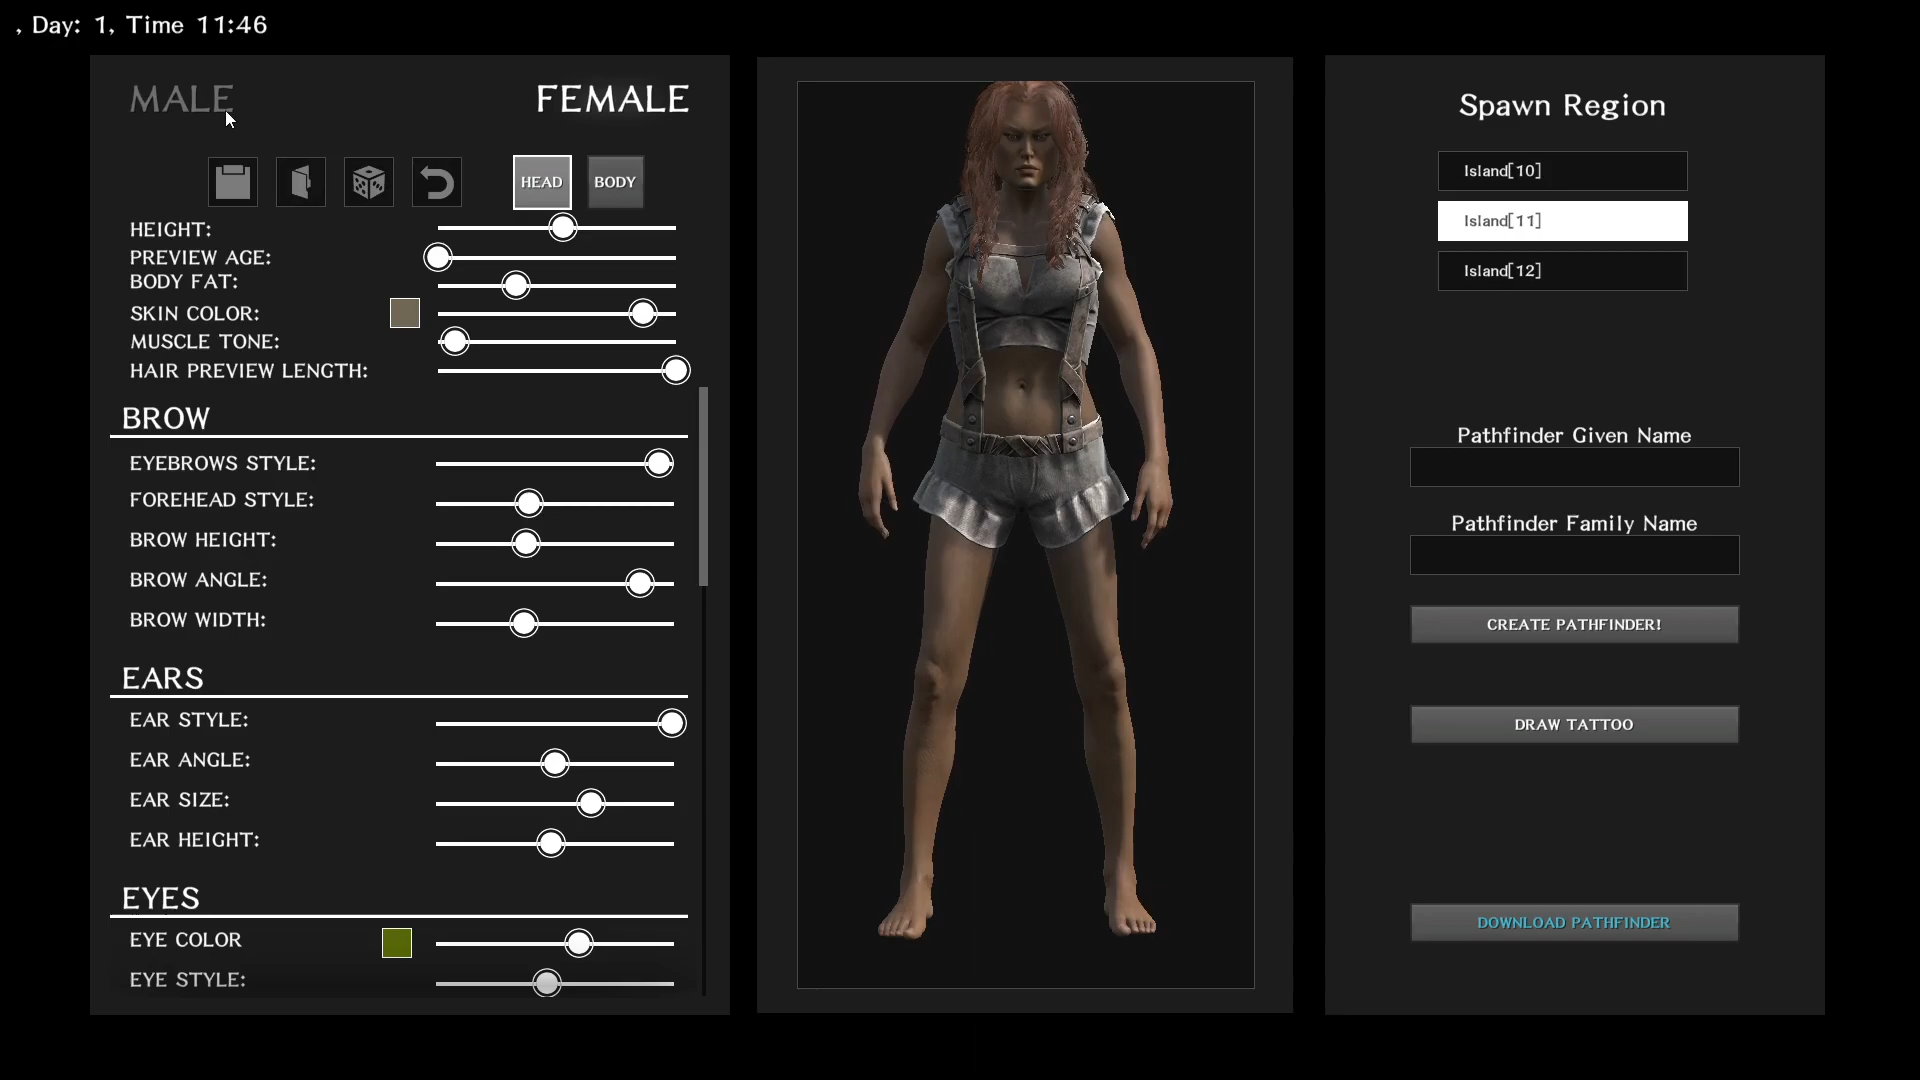 , Day: 1, Time 11:46
MALE
FEMALE
HEAD
BODY
HEIGHT:
PREVIEW AGE:
BODY FAT:
SKIN COLOR:
MUSCLE TONE:
HAIR PREVIEW LENGTH:
BROW
EYEBROWS STYLE:
FOREHEAD STYLE:
BROW HEIGHT:
BROW ANGLE:
BROW WIDTH:
EARS
EAR STYLE:
EAR ANGLE:
EAR SIZE:
EAR HEIGHT:
EYES
EYE COLOR
EYE STYLE:
Spawn Region
Island[10]
Island[11]
Island[12]
Pathfinder Given Name
Pathfinder Family Name
CREATE PATHFINDER!
DRAW TATTOO
DOWNLOAD PATHFINDER